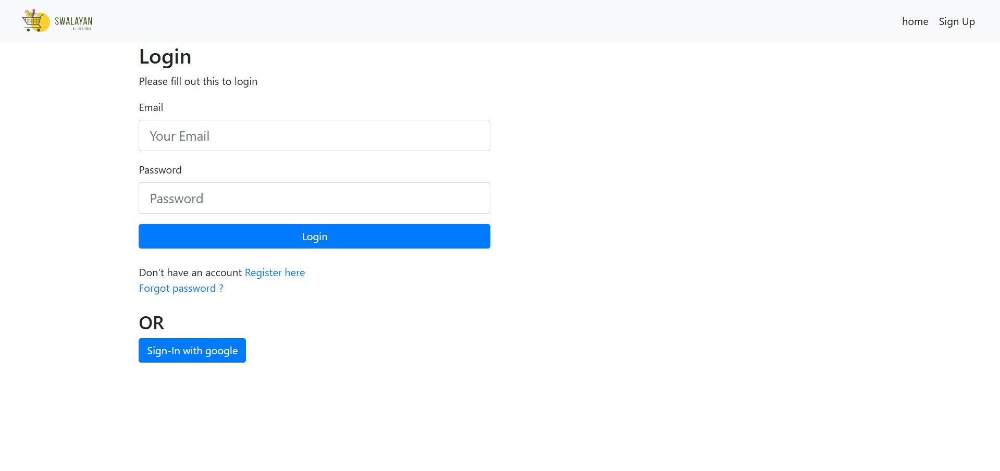 SWALAYAN
home Sign Up
Login
Please fill out this to login
Email
Your Email
Password
Password
Login
Don't have an account Register here
Forgot password ?
OR
Sign-In with google